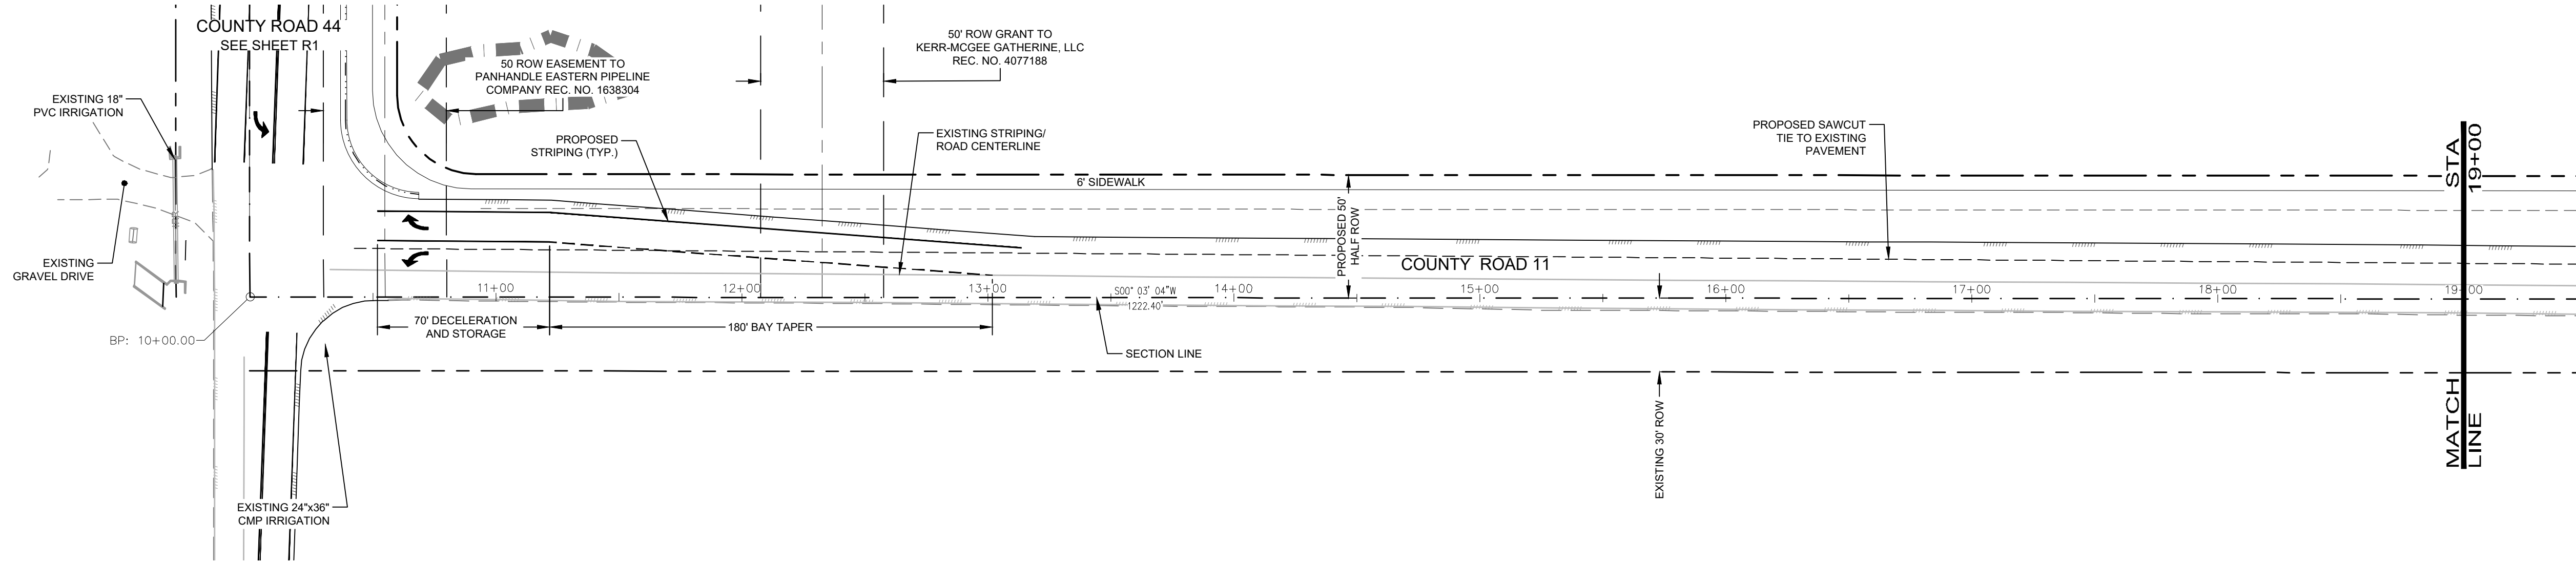 COUNTY ROAD 44
SEE SHEET R1
EXISTING 18"
PVC IRRIGATION
50 ROW EASEMENT TO
PANHANDLE EASTERN PIPELINE
COMPANY REC. NO. 1638304
50' ROW GRANT TO
KERR-MCGEE GATHERINE, LLC
REC. NO. 4077188
PROPOSED
STRIPING (TYP.)
EXISTING STRIPING/
ROAD CENTERLINE
6' SIDEWALK
PROPOSED 50'
HALF ROW
PROPOSED SAWCUT
TIE TO EXISTING
PAVEMENT
STA
19+00
EXISTING
GRAVEL DRIVE
COUNTY ROAD 11
11+00
12+00
13+00
S00° 03' 04"W
1222.40'
14+00
15+00
16+00
17+00
18+00
19+00
70' DECELERATION
AND STORAGE
180' BAY TAPER
BP: 10+00.00
SECTION LINE
EXISTING 30' ROW
MATCH
LINE
EXISTING 24"x36"
CMP IRRIGATION